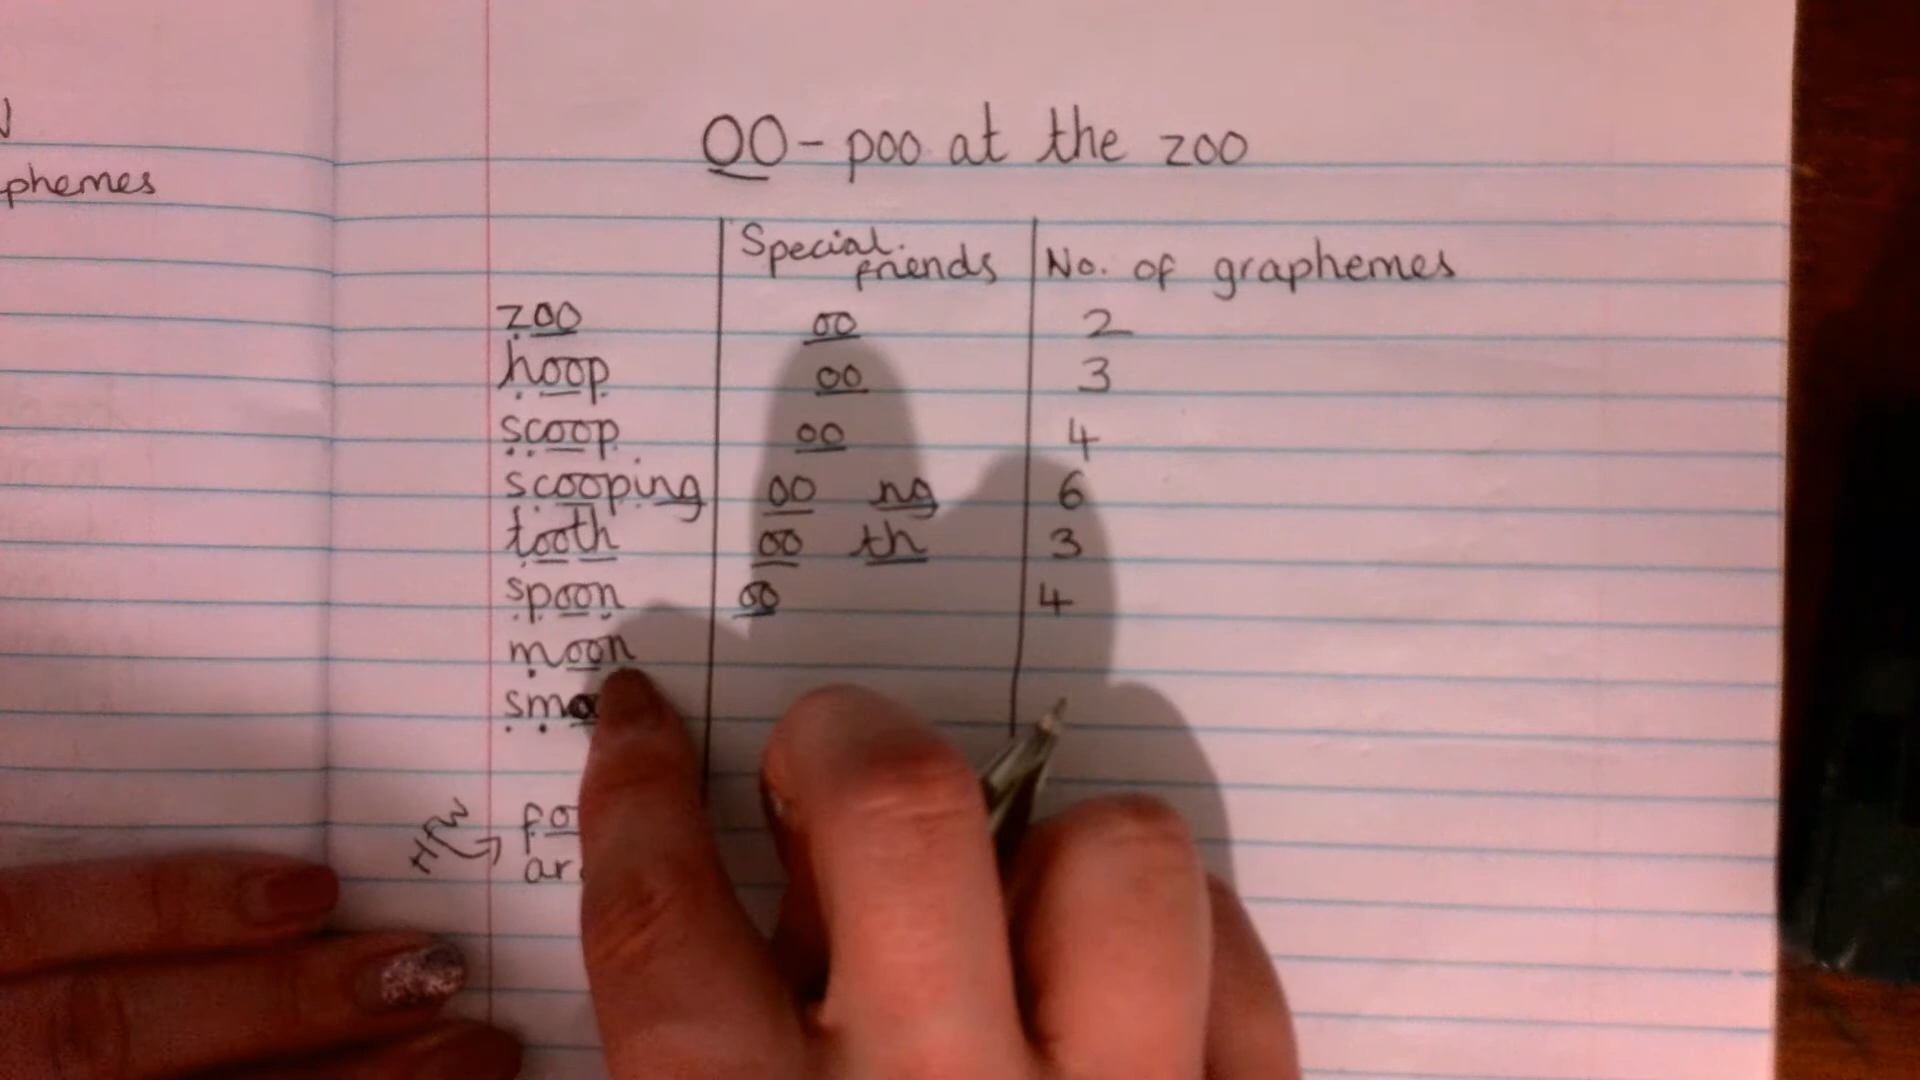 phemes
OO - poo at the zoo
Special friends No. of graphemes
zoo oo 2
hoop oo 3
scoop oo 4
scooping oo ng 6
tooth oo th 3
spoon oo 4
moon
HFW